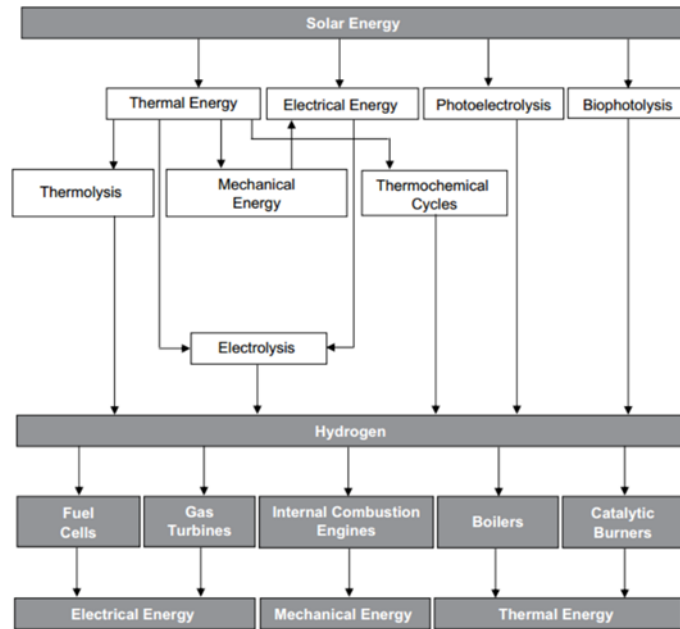 Solar Energy
Thermal Energy
Electrical Energy
Photoelectrolysis
Biophotolysis
Thermolysis
Mechanical
Energy
Thermochemical
Cycles
Electrolysis
Hydrogen
Fuel
Cells
Gas
Turbines
Internal Combustion
Engines
Boilers
Catalytic
Burners
Electrical Energy
Mechanical Energy
Thermal Energy